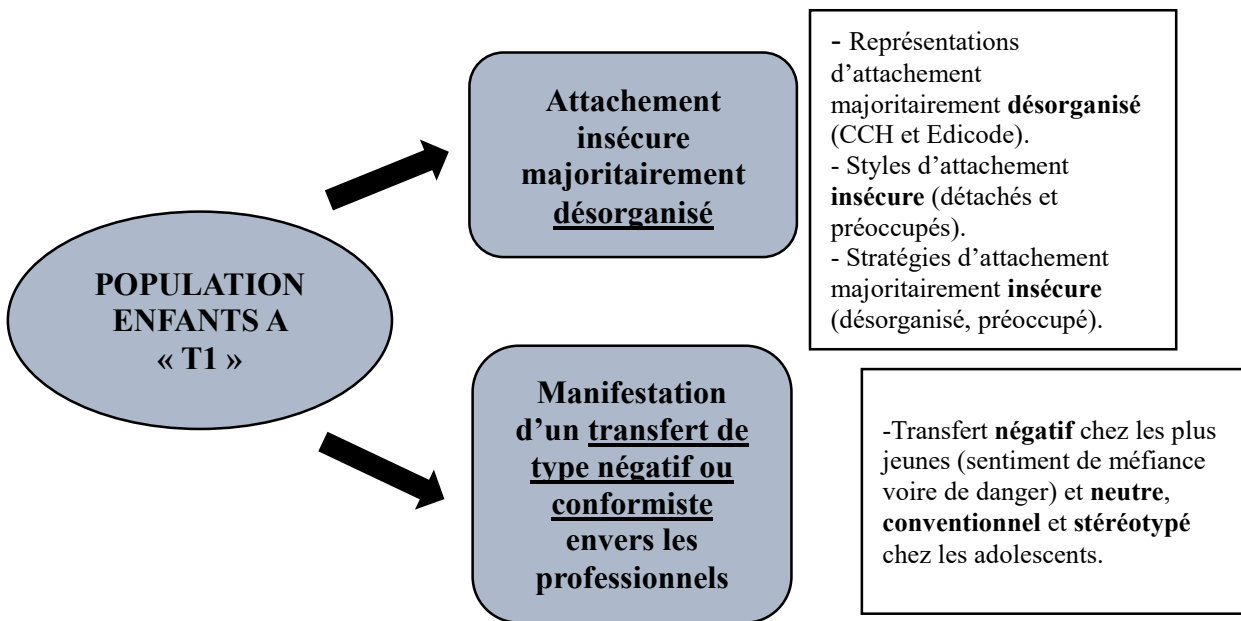 POPULATION
ENFANTS A
« T1 »
Attachement
insécure
majoritairement
désorganisé
- Représentations
d’attachement
majoritairement désorganisé
(CCH et Edicode).
- Styles d’attachement
insécure (détachés et
préoccupés).
- Stratégies d’attachement
majoritairement insécure
(désorganisé, préoccupé).
Manifestation
d’un transfert de
type négatif ou
conformiste
envers les
professionnels
-Transfert négatif chez les plus
jeunes (sentiment de méfiance
voire de danger) et neutre,
conventionnel et stéréotypé
chez les adolescents.